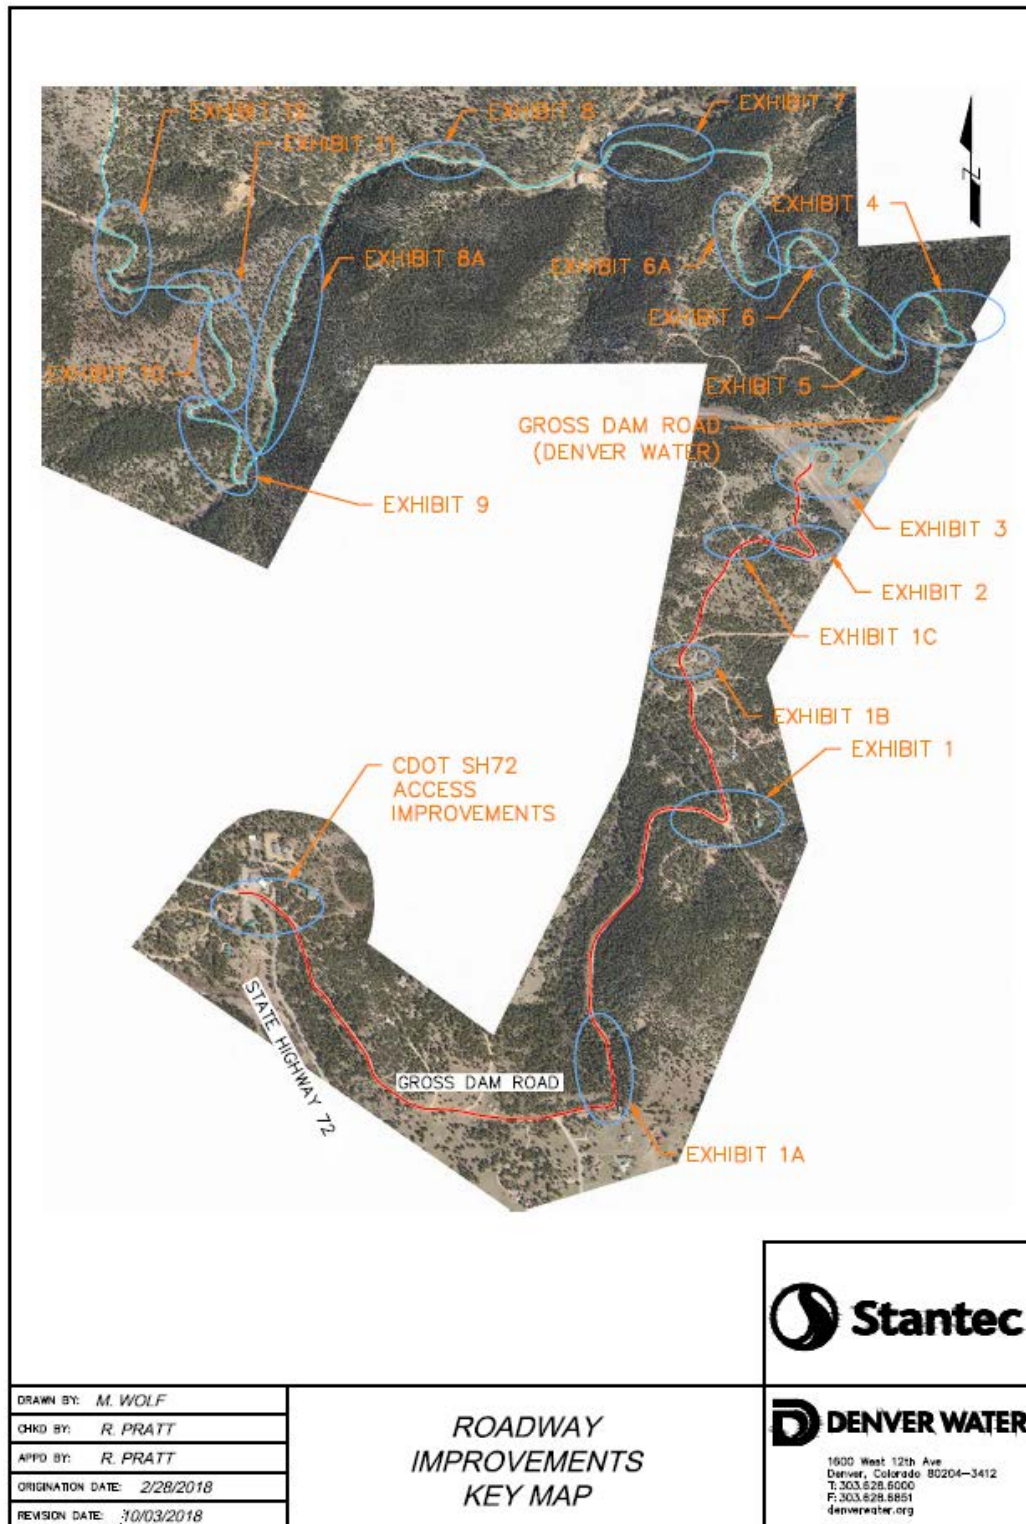 EXHIBIT 12
EXHIBIT 11
EXHIBIT 8
EXHIBIT 7
EXHIBIT 4
EXHIBIT 8A
EXHIBIT 6A
EXHIBIT 6
EXHIBIT 10
EXHIBIT 5
GROSS DAM ROAD
(DENVER WATER)
EXHIBIT 9
EXHIBIT 3
EXHIBIT 2
EXHIBIT 1C
EXHIBIT 1B
EXHIBIT 1
CDOT SH72
ACCESS
IMPROVEMENTS
STATE HIGHWAY 72
GROSS DAM ROAD
EXHIBIT 1A
N
Stantec
DRAWN BY: M. WOLF
CHKD BY: R. PRATT
APPD BY: R. PRATT
ORIGINATION DATE: 2/28/2018
REVISION DATE: 10/03/2018
ROADWAY
IMPROVEMENTS
KEY MAP
DENVER WATER
1600 West 12th Ave
Denver, Colorado 80204-3412
T: 303.628.6000
F: 303.628.6851
denverwater.org